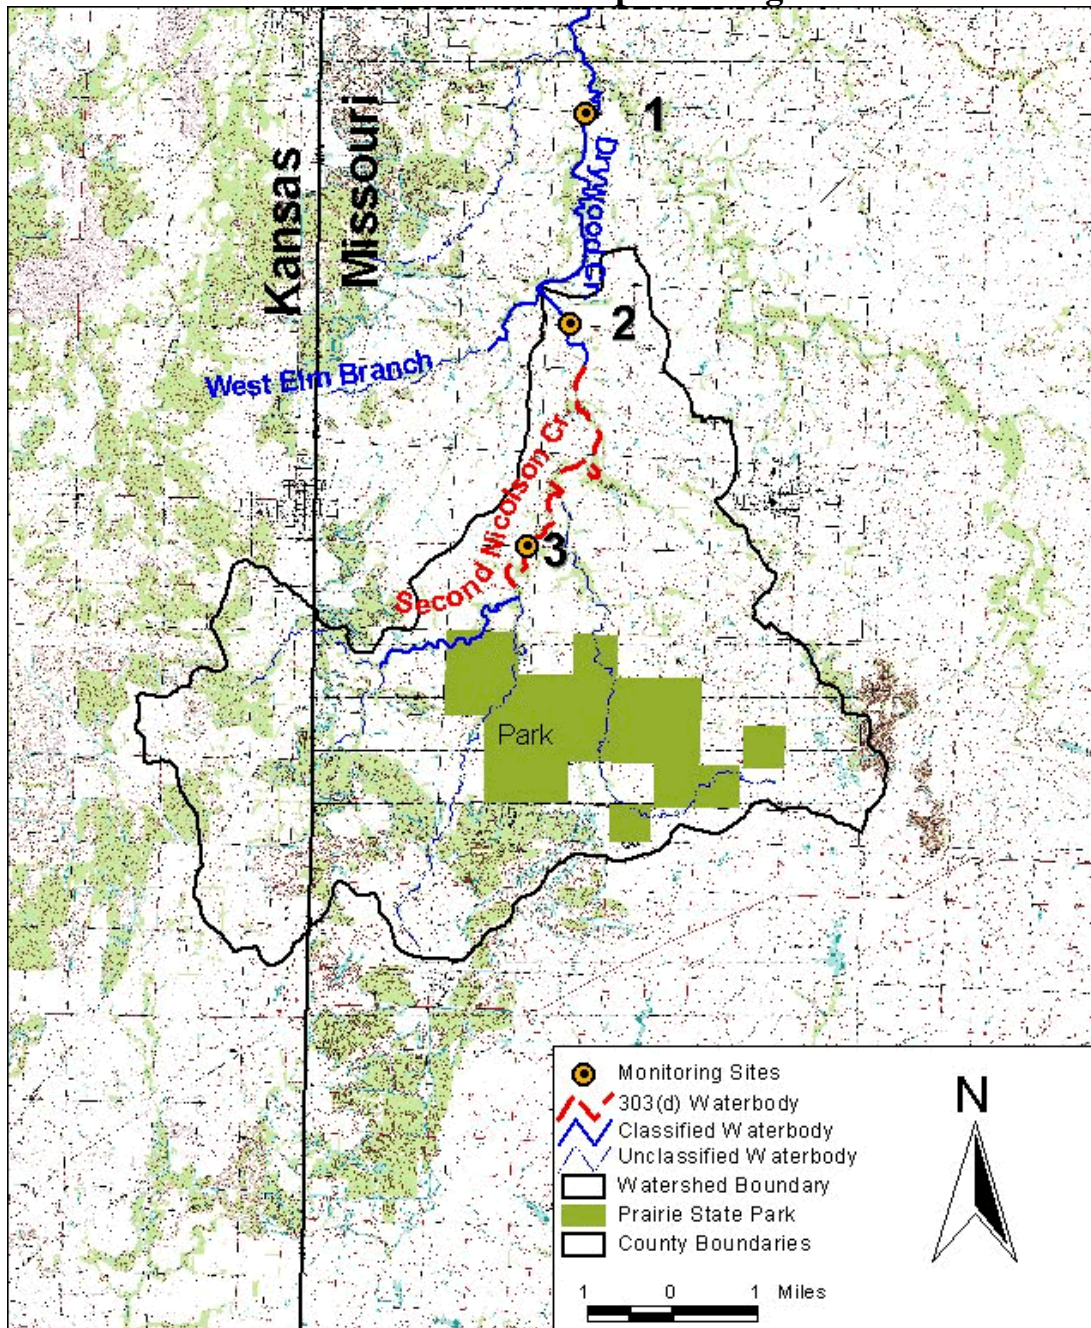 1
Kansas
Missouri
Drywood Cr
2
West Elm Branch
Second Nicolson Cr
3
Park
Monitoring Sites
303(d) Waterbody
Classified Waterbody
Unclassified Waterbody
Watershed Boundary
Prairie State Park
County Boundaries
N
1 0 1 Miles